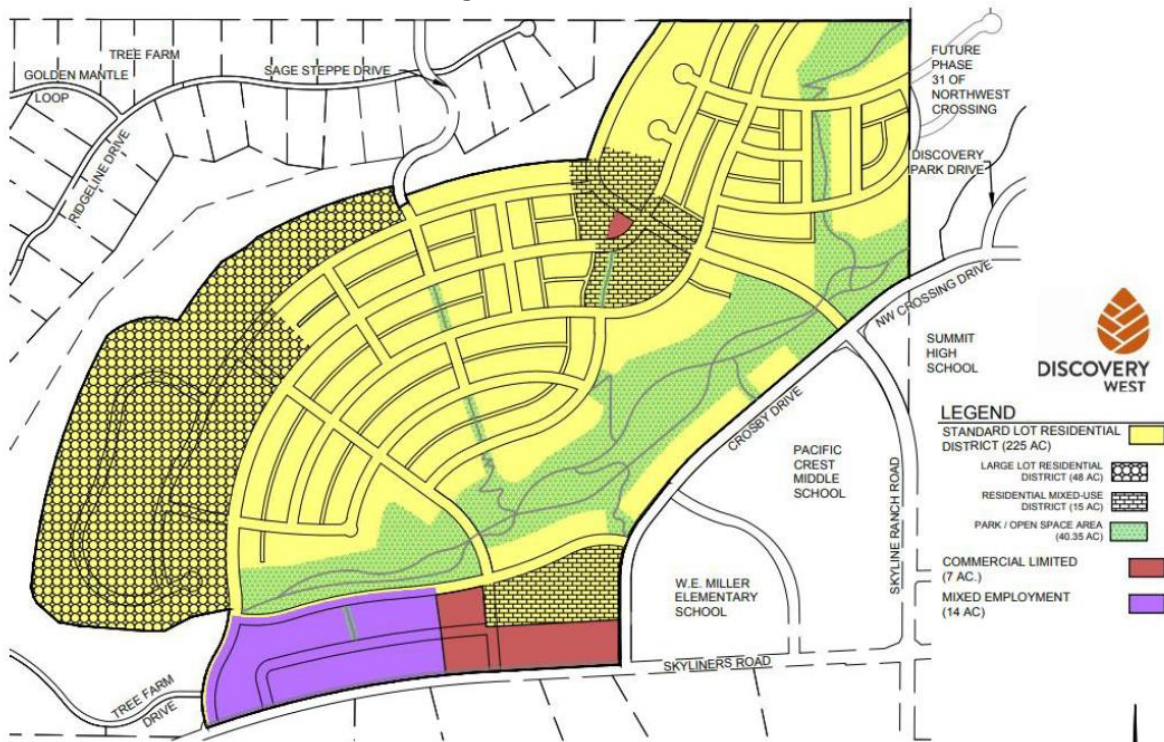 TREE FARM
GOLDEN MANTLE
LOOP
SAGE STEPPE DRIVE
RIDGELINE DRIVE
FUTURE
PHASE
31 OF
NORTHWEST
CROSSING
DISCOVERY
PARK DRIVE
NW CROSSING DRIVE
SUMMIT
HIGH
SCHOOL
CROSBY DRIVE
PACIFIC
CREST
MIDDLE
SCHOOL
SKYLINE RANCH ROAD
W.E. MILLER
ELEMENTARY
SCHOOL
SKYLINERS ROAD
TREE FARM
DRIVE
DISCOVERY
WEST
LEGEND
STANDARD LOT RESIDENTIAL
DISTRICT (225 AC)
LARGE LOT RESIDENTIAL
DISTRICT (48 AC)
RESIDENTIAL MIXED-USE
DISTRICT (15 AC)
PARK / OPEN SPACE AREA
(40.35 AC)
COMMERCIAL LIMITED
(7 AC.)
MIXED EMPLOYMENT
(14 AC)